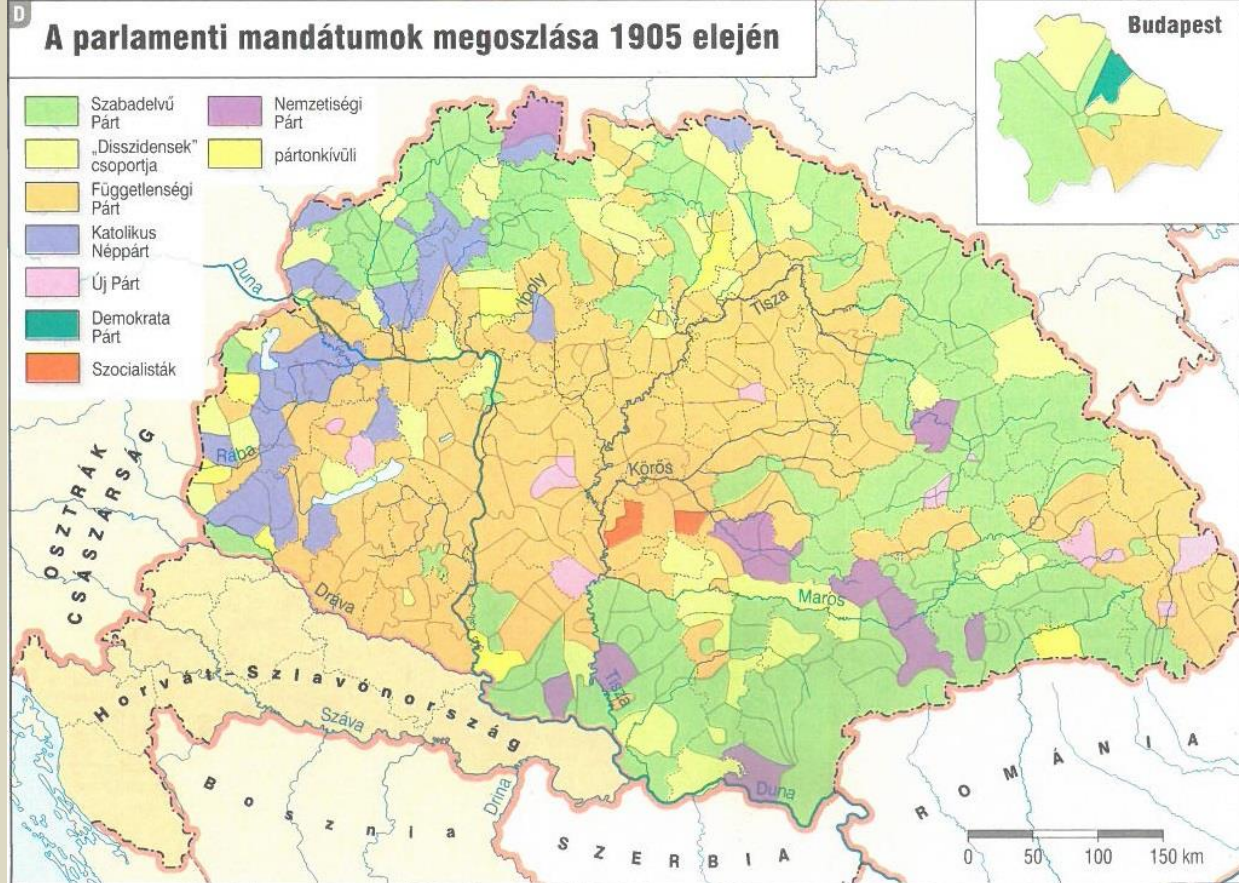 D
A parlamenti mandátumok megoszlása 1905 elején
Budapest
Szabadelvű
Párt
„Disszidensek”
csoportja
Függetlenségi
Párt
Katolikus
Néppárt
Új Párt
Demokrata
Párt
Szocialisták
Nemzetiségi
Párt
pártonkívüli
Duna
Ipoly
Tisza
Rába
Körös
OSZTRÁK
CSÁSZÁRSÁG
Dráva
Maros
Tisza
Horvát-Szlavónország
Száva
Drina
Duna
Bosznia
SZERBIA
ROMÁNIA
0 50 100 150 km